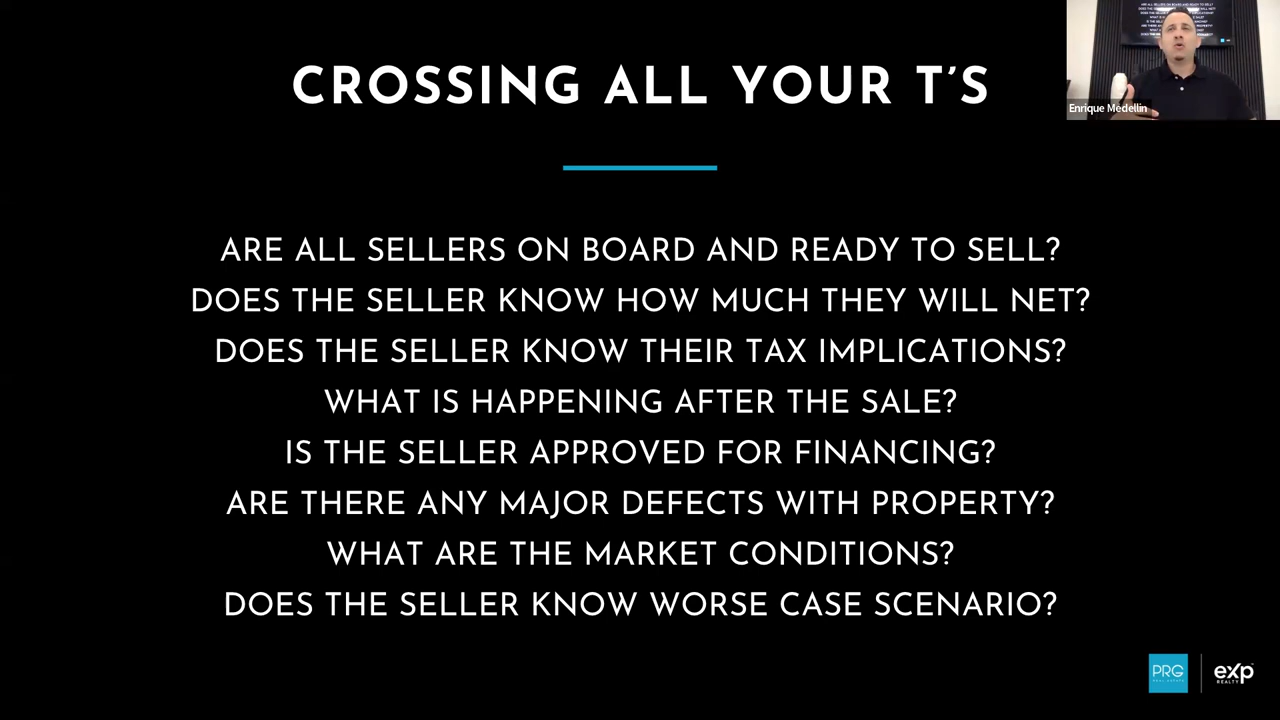 CROSSING ALL YOUR T'S
ARE ALL SELLERS ON BOARD AND READY TO SELL?
DOES THE SELLER KNOW HOW MUCH THEY WILL NET?
DOES THE SELLER KNOW THEIR TAX IMPLICATIONS?
WHAT IS HAPPENING AFTER THE SALE?
IS THE SELLER APPROVED FOR FINANCING?
ARE THERE ANY MAJOR DEFECTS WITH PROPERTY?
WHAT ARE THE MARKET CONDITIONS?
DOES THE SELLER KNOW WORSE CASE SCENARIO?
Enrique Medellin
PRG
REAL ESTATE
eXp
REALTY